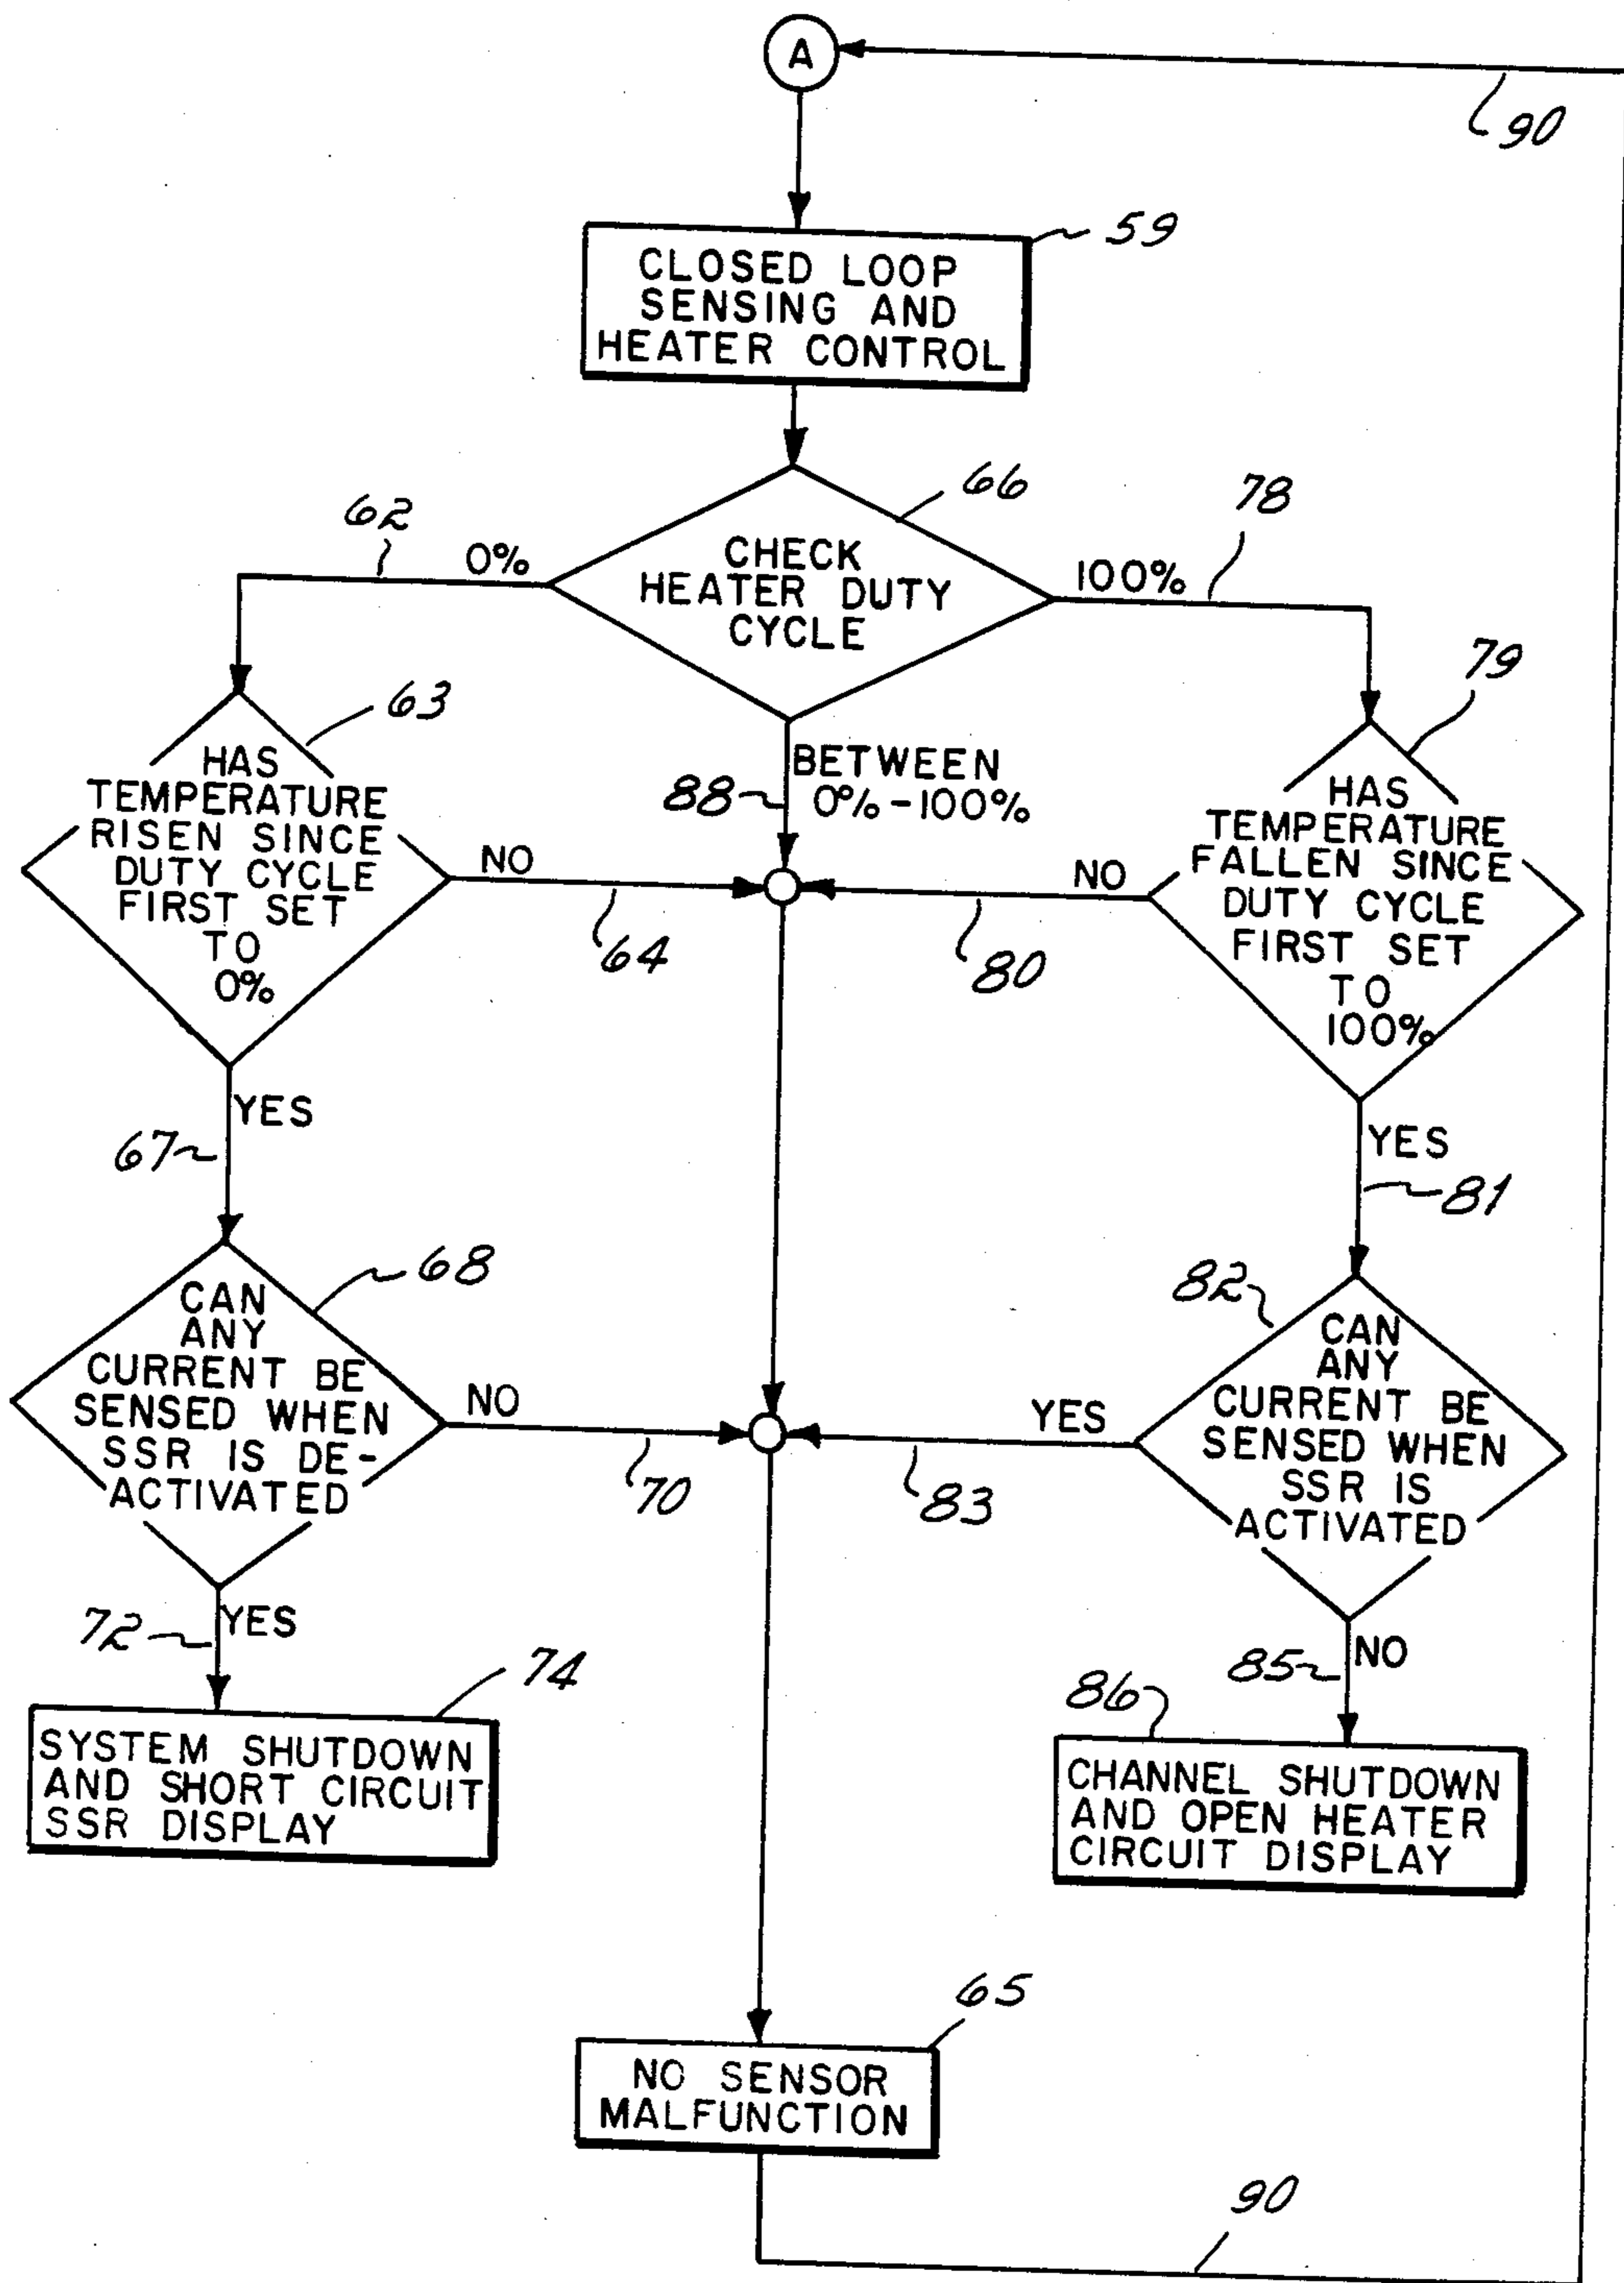 A
90
59
CLOSED LOOP
SENSING AND
HEATER CONTROL
66
CHECK
HEATER DUTY
CYCLE
62
0%
78
100%
63
HAS
TEMPERATURE
RISEN SINCE
DUTY CYCLE
FIRST SET
TO
0%
88
BETWEEN
0%-100%
79
HAS
TEMPERATURE
FALLEN SINCE
DUTY CYCLE
FIRST SET
TO
100%
NO
64
NO
80
YES
67
YES
81
68
CAN
ANY
CURRENT BE
SENSED WHEN
SSR IS DE-
ACTIVATED
NO
70
82
CAN
ANY
CURRENT BE
SENSED WHEN
SSR IS
ACTIVATED
YES
83
72
YES
85
NO
74
SYSTEM SHUTDOWN
AND SHORT CIRCUIT
SSR DISPLAY
86
CHANNEL SHUTDOWN
AND OPEN HEATER
CIRCUIT DISPLAY
65
NO SENSOR
MALFUNCTION
90